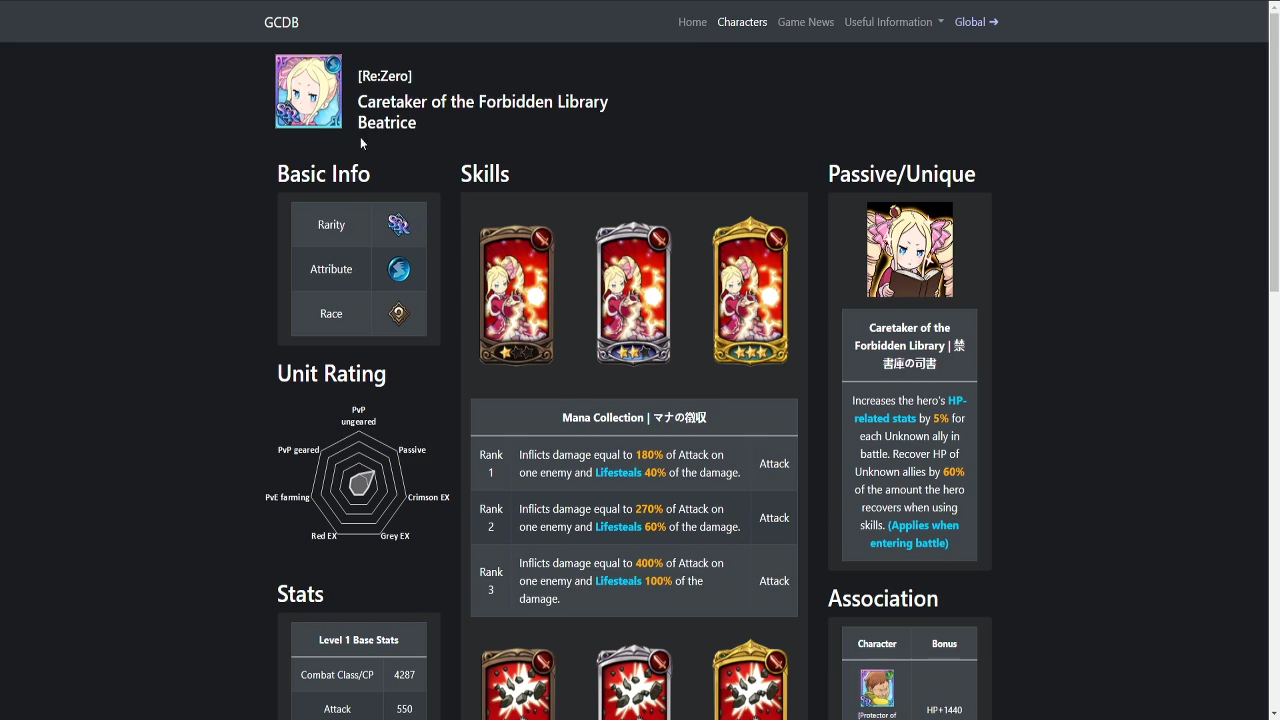 GCDB
Home Characters Game News Useful Information Global →
[Re:Zero]
Caretaker of the Forbidden Library
Beatrice
Basic Info
Rarity
Attribute
Race
Unit Rating
PvP
ungeared
PvP geared
Passive
PvE farming
Crimson EX
Red EX
Grey EX
Stats
Level 1 Base Stats
Combat Class/CP 4287
Attack 550
Skills
Mana Collection | マナの徴収
Rank
1
Inflicts damage equal to 180% of Attack on
one enemy and Lifesteals 40% of the damage.
Attack
Rank
2
Inflicts damage equal to 270% of Attack on
one enemy and Lifesteals 60% of the damage.
Attack
Rank
3
Inflicts damage equal to 400% of Attack on
one enemy and Lifesteals 100% of the
damage.
Attack
Passive/Unique
Caretaker of the
Forbidden Library | 禁
書庫の司書
Increases the hero's HP-
related stats by 5% for
each Unknown ally in
battle. Recover HP of
Unknown allies by 60%
of the amount the hero
recovers when using
skills. (Applies when
entering battle)
Association
Character Bonus
[Protector of
HP+1440